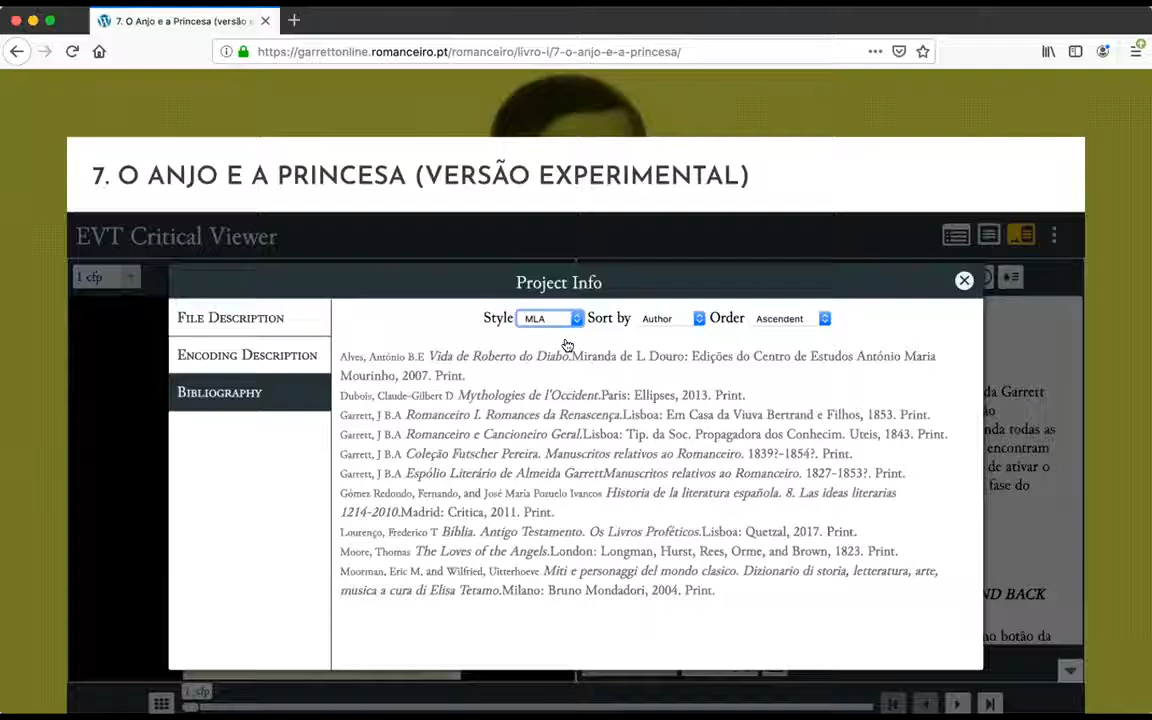 7. O Anjo e a Princesa (versão e
https://garrettonline.romanceiro.pt/romanceiro/livro-i/7-o-anjo-e-a-princesa/
7. O ANJO E A PRINCESA (VERSÃO EXPERIMENTAL)
EVT Critical Viewer
1 cfp
Project Info
FILE DESCRIPTION
ENCODING DESCRIPTION
BIBLIOGRAPHY
Style MLA Sort by Author Order Ascendent
Alves, António B.E Vida de Roberto do Diabo.Miranda de L Douro: Edições do Centro de Estudos António Maria
Mourinho, 2007. Print.
Dubois, Claude-Gilbert D Mythologies de l'Occident.Paris: Ellipses, 2013. Print.
Garrett, J B.A Romanceiro I. Romances da Renascença.Lisboa: Em Casa da Viuva Bertrand e Filhos, 1853. Print.
Garrett, J B.A Romanceiro e Cancioneiro Geral.Lisboa: Tip. da Soc. Propagadora dos Conhecim. Uteis, 1843. Print.
Garrett, J B.A Coleção Futscher Pereira. Manuscritos relativos ao Romanceiro. 1839?-1854?. Print.
Garrett, J B.A Espólio Literário de Almeida GarrettManuscritos relativos ao Romanceiro. 1827-1853?. Print.
Gómez Redondo, Fernando, and José María Pozuelo Ivancos Historia de la literatura española. 8. Las ideas literarias
1214-2010.Madrid: Critica, 2011. Print.
Lourenço, Frederico T Bíblia. Antigo Testamento. Os Livros Proféticos.Lisboa: Quetzal, 2017. Print.
Moore, Thomas The Loves of the Angels.London: Longman, Hurst, Rees, Orme, and Brown, 1823. Print.
Moorman, Eric M. and Wilfried, Uitterhoeve Miti e personaggi del mondo clasico. Dizionario di storia, letteratura, arte,
musica a cura di Elisa Tetamo.Milano: Bruno Mondadori, 2004. Print.
da Garrett
ão
nda todas as
encontram
de ativar o
fase do
ND BACK
no botão da
1 cfp